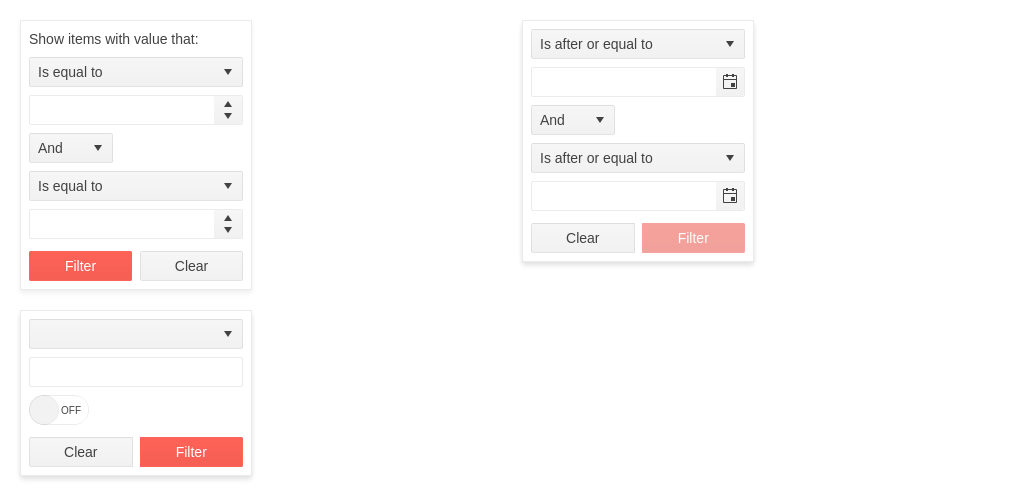 Show items with value that:
Is equal to
And
Is equal to
Filter Clear
OFF
Clear Filter
Is after or equal to
And
Is after or equal to
Clear Filter